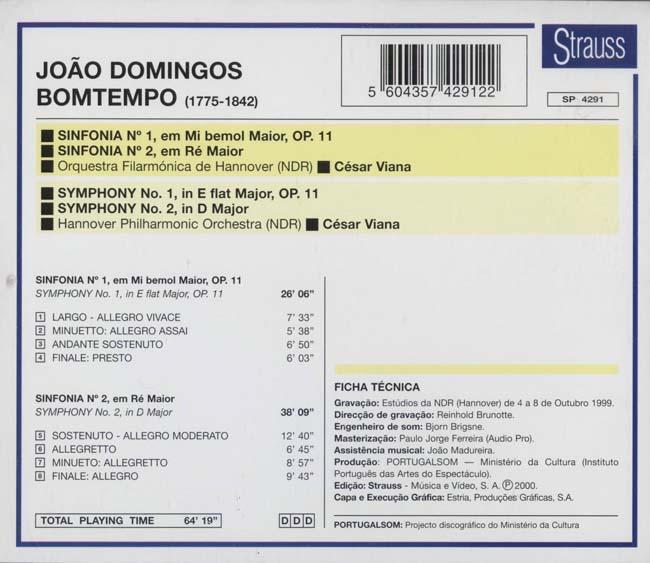 JOÃO DOMINGOS
BOMTEMPO (1775-1842)
5 604357 429122
Strauss
SP 4291
SINFONIA Nº 1, em Mi bemol Maior, OP. 11
SINFONIA Nº 2, em Ré Maior
Orquestra Filarmónica de Hannover (NDR) ■ César Viana
SYMPHONY No. 1, in E flat Major, OP. 11
SYMPHONY No. 2, in D Major
Hannover Philharmonic Orchestra (NDR) ■ César Viana
SINFONIA Nº 1, em Mi bemol Maior, OP. 11
SYMPHONY No. 1, in E flat Major, OP. 11 26' 06"
1 LARGO - ALLEGRO VIVACE 7' 33"
2 MINUETTO: ALLEGRO ASSAI 5' 38"
3 ANDANTE SOSTENUTO 6' 50"
4 FINALE: PRESTO 6' 03"
SINFONIA Nº 2, em Ré Maior
SYMPHONY No. 2, in D Major 38' 09"
5 SOSTENUTO - ALLEGRO MODERATO 12' 40"
6 ALLEGRETTO 6' 45"
7 MINUETO: ALLEGRETTO 8' 57"
8 FINALE: ALLEGRO 9' 43"
TOTAL PLAYING TIME 64' 19"
DDD
FICHA TÉCNICA
Gravação: Estúdios da NDR (Hannover) de 4 a 8 de Outubro 1999.
Direcção de gravação: Reinhold Brunotte.
Engenheiro de som: Bjorn Brigsne.
Masterização: Paulo Jorge Ferreira (Audio Pro).
Assistência musical: João Madureira.
Produção: PORTUGALSOM — Ministério da Cultura (Instituto
Português das Artes do Espectáculo).
Edição: Strauss - Música e Vídeo, S. A. Ⓟ 2000.
Capa e Execução Gráfica: Estria, Produções Gráficas, S.A.
PORTUGALSOM: Projecto discográfico do Ministério da Cultura